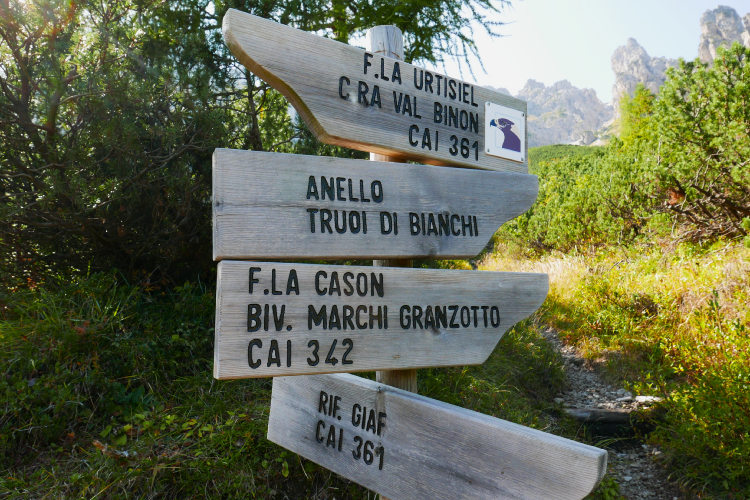 F.LA URTISIEL
C RA VAL BINON
CAI 361
ANELLO
TRUOI DI BIANCHI
F.LA CASON
BIV. MARCHI GRANZOTTO
CAI 342
RIF. GIAF
CAI 361